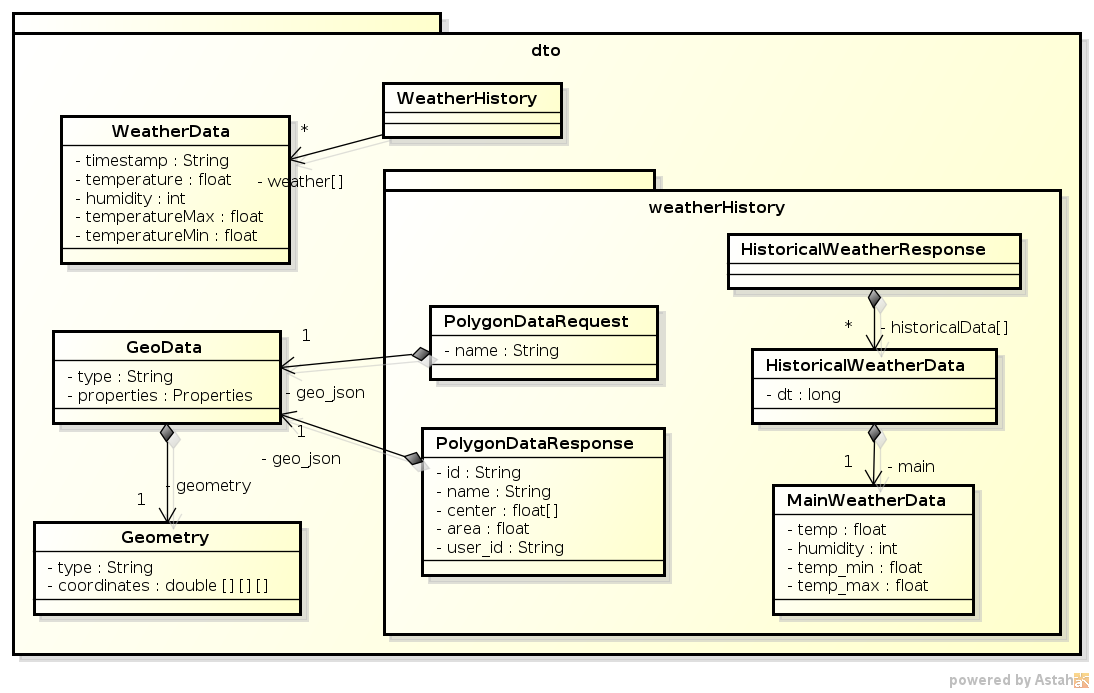 dto
WeatherHistory
WeatherData
- timestamp : String
- temperature : float
- humidity : int
- temperatureMax : float
- temperatureMin : float
*
- weather[]
weatherHistory
HistoricalWeatherResponse
*
- historicalData[]
HistoricalWeatherData
- dt : long
1
- main
MainWeatherData
- temp : float
- humidity : int
- temp_min : float
- temp_max : float
PolygonDataRequest
- name : String
1
- geo_json
GeoData
- type : String
- properties : Properties
1
- geo_json
PolygonDataResponse
- id : String
- name : String
- center : float[]
- area : float
- user_id : String
- geometry
1
Geometry
- type : String
- coordinates : double [] [] []
powered by Astah